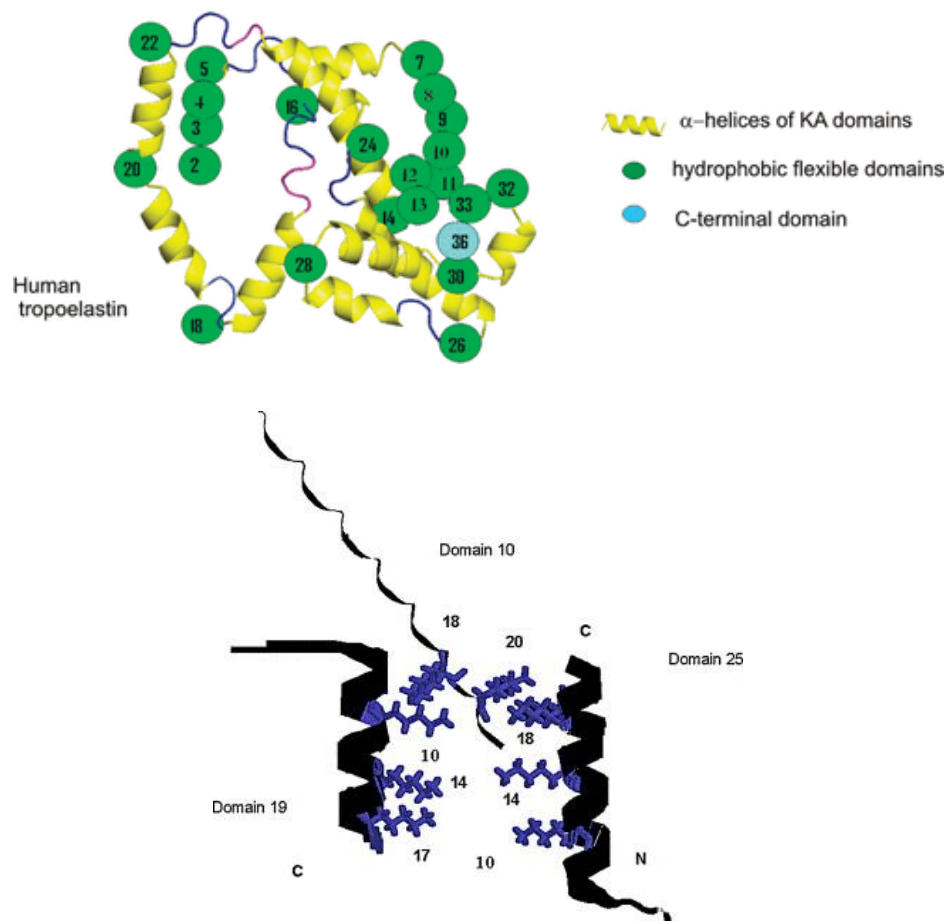 22
5
4
3
2
20
18
16
28
24
7
8
9
10
11
12
13
14
33
32
36
30
26
Human
tropoelastin
α-helices of KA domains
hydrophobic flexible domains
C-terminal domain
Domain 10
18
20
C
Domain 25
18
10
14
14
Domain 19
17
10
C
N